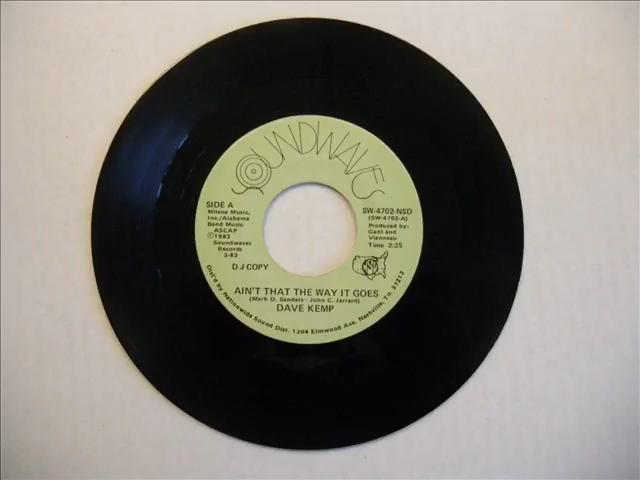 SOUNDWAVES
SIDE A
Milene Music,
Inc./Alabama
Band Music
ASCAP
℗1983
Soundwaves
Records
3-83
SW-4702-NSD
(SW-4702-A)
Produced by:
Gant and
Vienneau
Time 2:35
NSD
D J COPY
AIN'T THAT THE WAY IT GOES
(Mark D. Sanders - John C. Jarrard)
DAVE KEMP
Dist'd by Nationwide Sound Dist. 1204 Elmwood Ave. Nashville, Tn. 37212